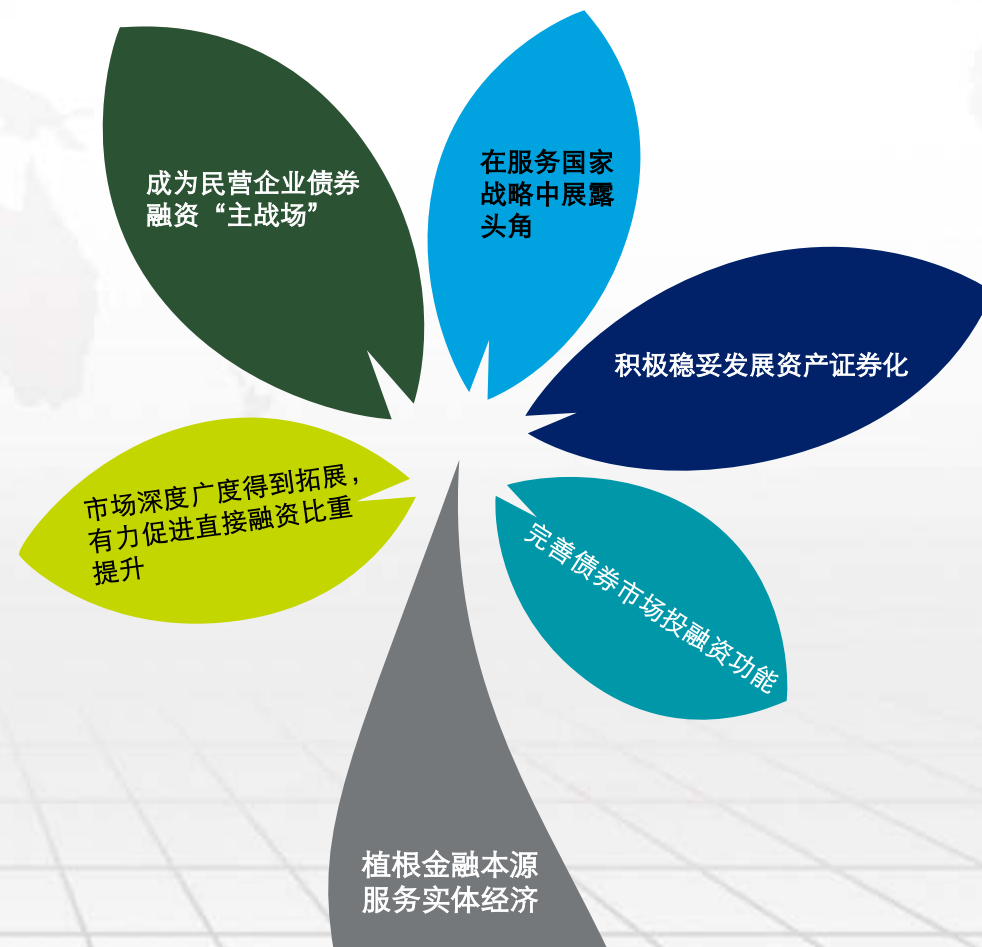 成为民营企业债券
融资“主战场”
在服务国家
战略中展露
头角
积极稳妥发展资产证券化
市场深度广度得到拓展，
有力促进直接融资比重
提升
完善债券市场投融资功能
植根金融本源
服务实体经济